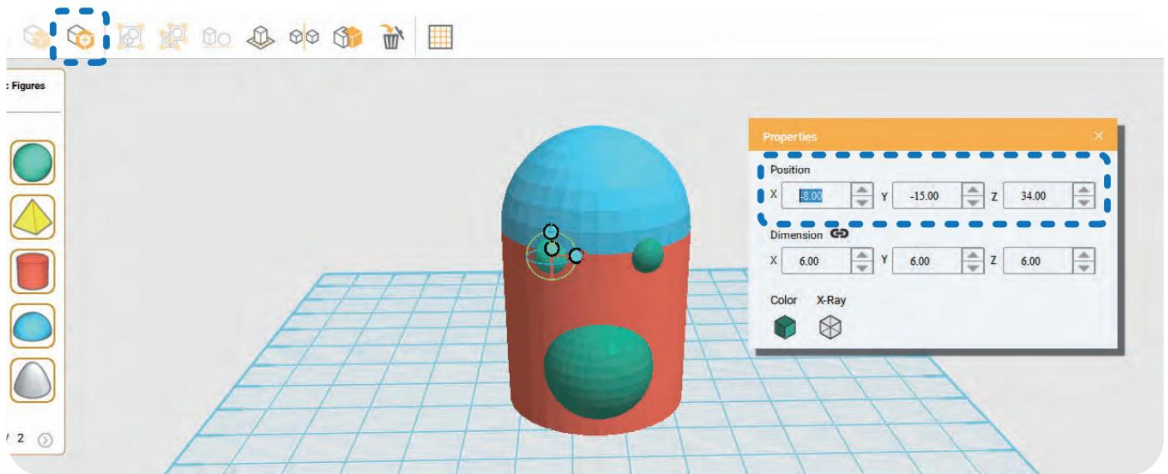 : Figures
Properties ×
Position
X -8.00 Y -15.00 Z 34.00
Dimension
X 6.00 Y 6.00 Z 6.00
Color X-Ray
/ 2